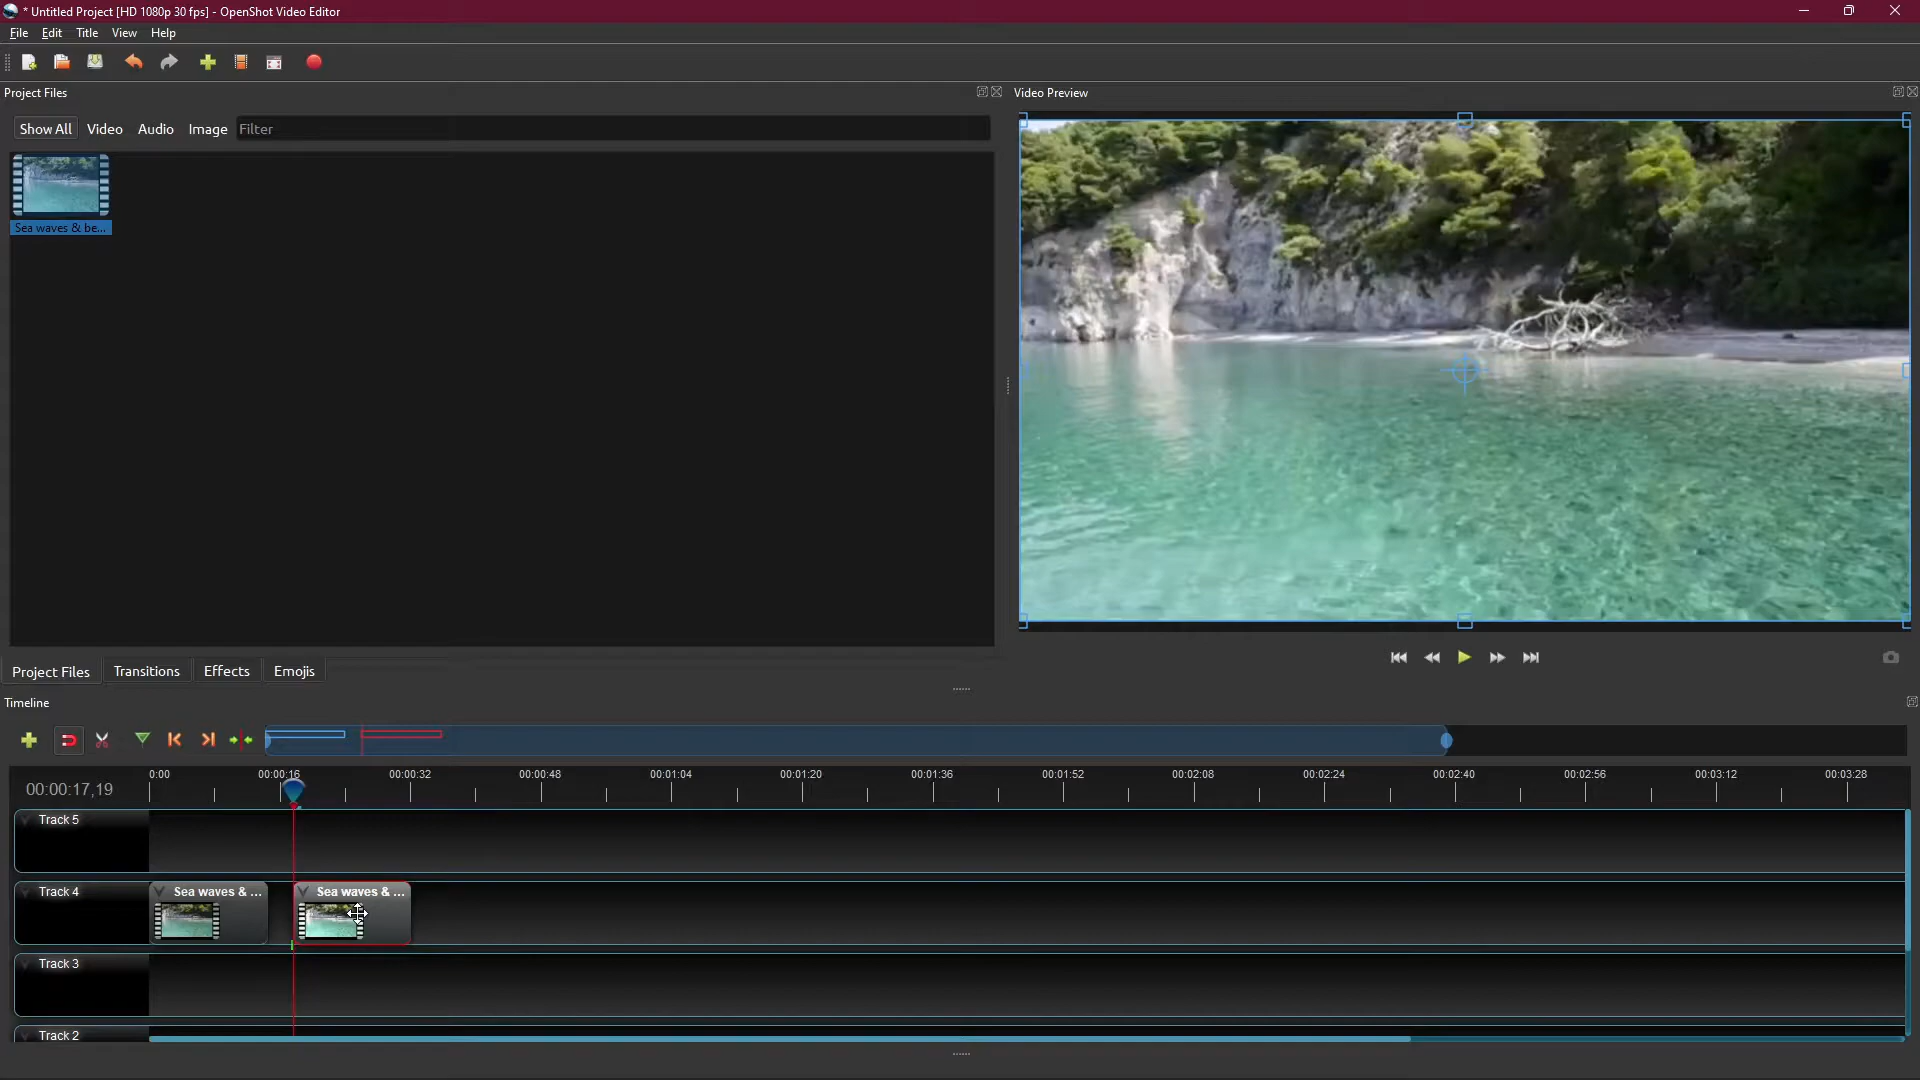 * Untitled Project [HD 1080p 30 fps] - OpenShot Video Editor
File Edit Title View Help
Project Files
Video Preview
Show All Video Audio Image Filter
Sea waves & be...
Project Files Transitions Effects Emojis
Timeline
00:00:17,19
0:00 00:00:16 00:00:32 00:00:48 00:01:04 00:01:20 00:01:36 00:01:52 00:02:08 00:02:24 00:02:40 00:02:56 00:03:12 00:03:28
Track 5
Track 4
Sea waves & ... Sea waves & ...
Track 3
Track 2